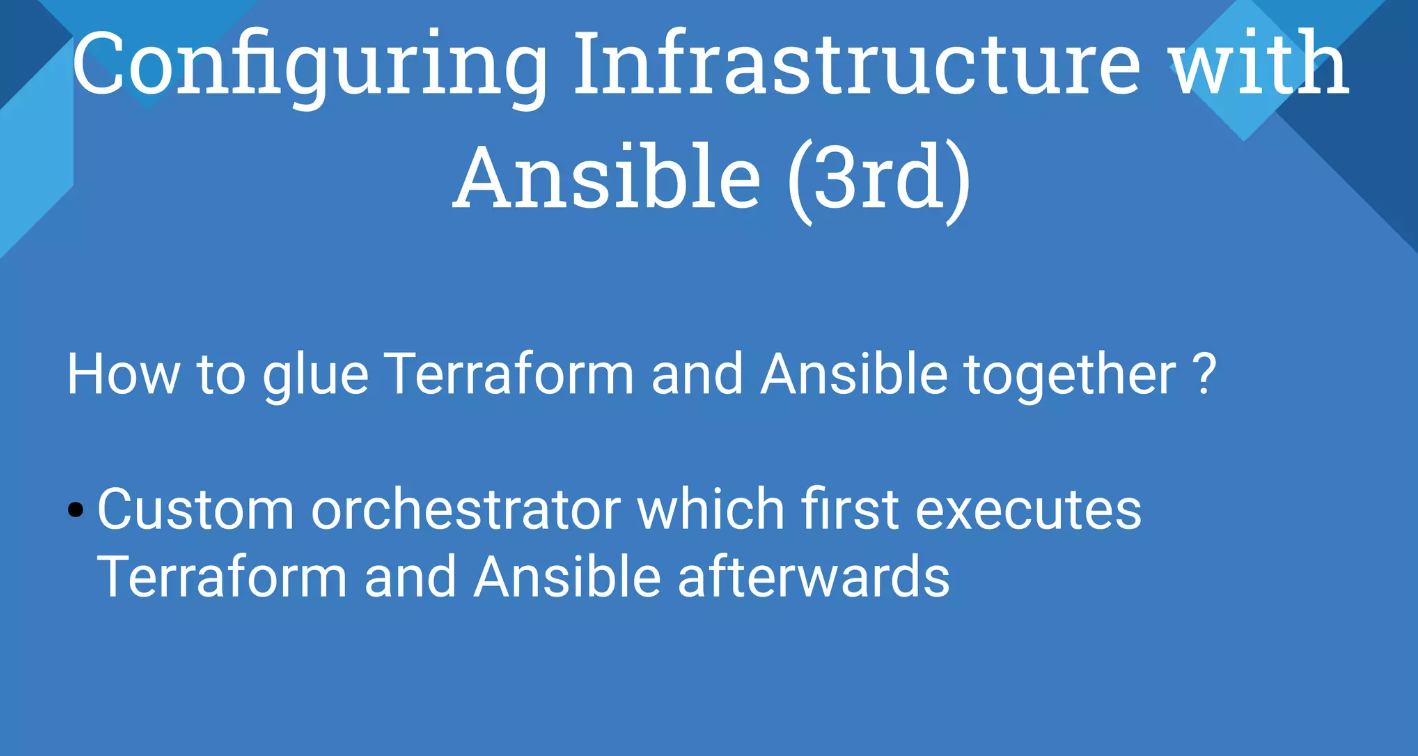 Configuring Infrastructure with
Ansible (3rd)
How to glue Terraform and Ansible together ?
• Custom orchestrator which first executes
Terraform and Ansible afterwards